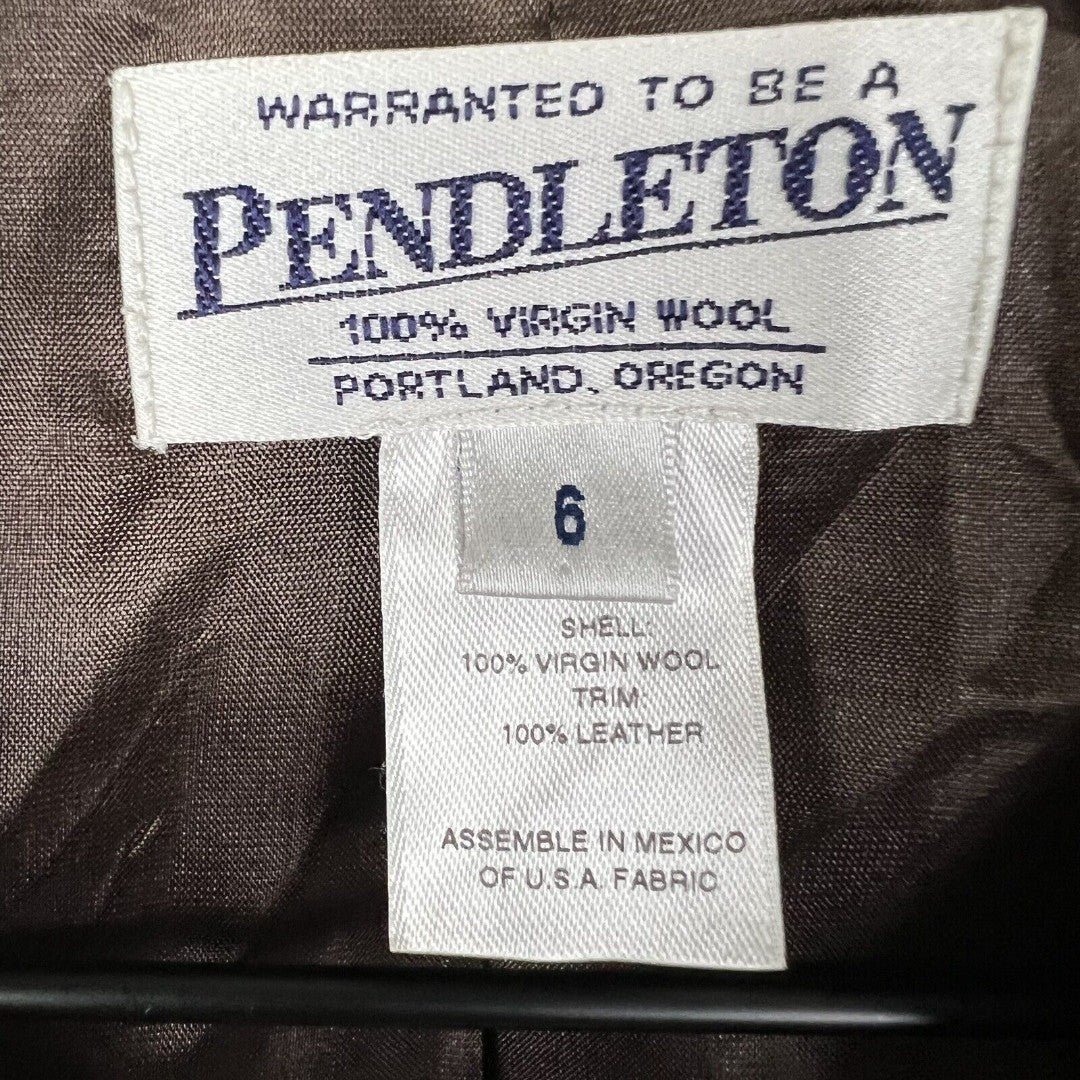 WARRANTED TO BE A
PENDLETON
100% VIRGIN WOOL
PORTLAND, OREGON
6
SHELL:
100% VIRGIN WOOL
TRIM:
100% LEATHER
ASSEMBLE IN MEXICO
OF U.S.A. FABRIC